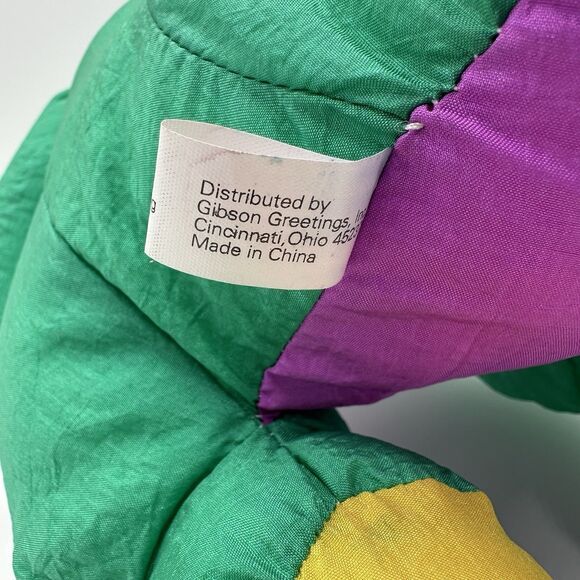 Distributed by
Gibson Greetings,
Cincinnati, Ohio
Made in China